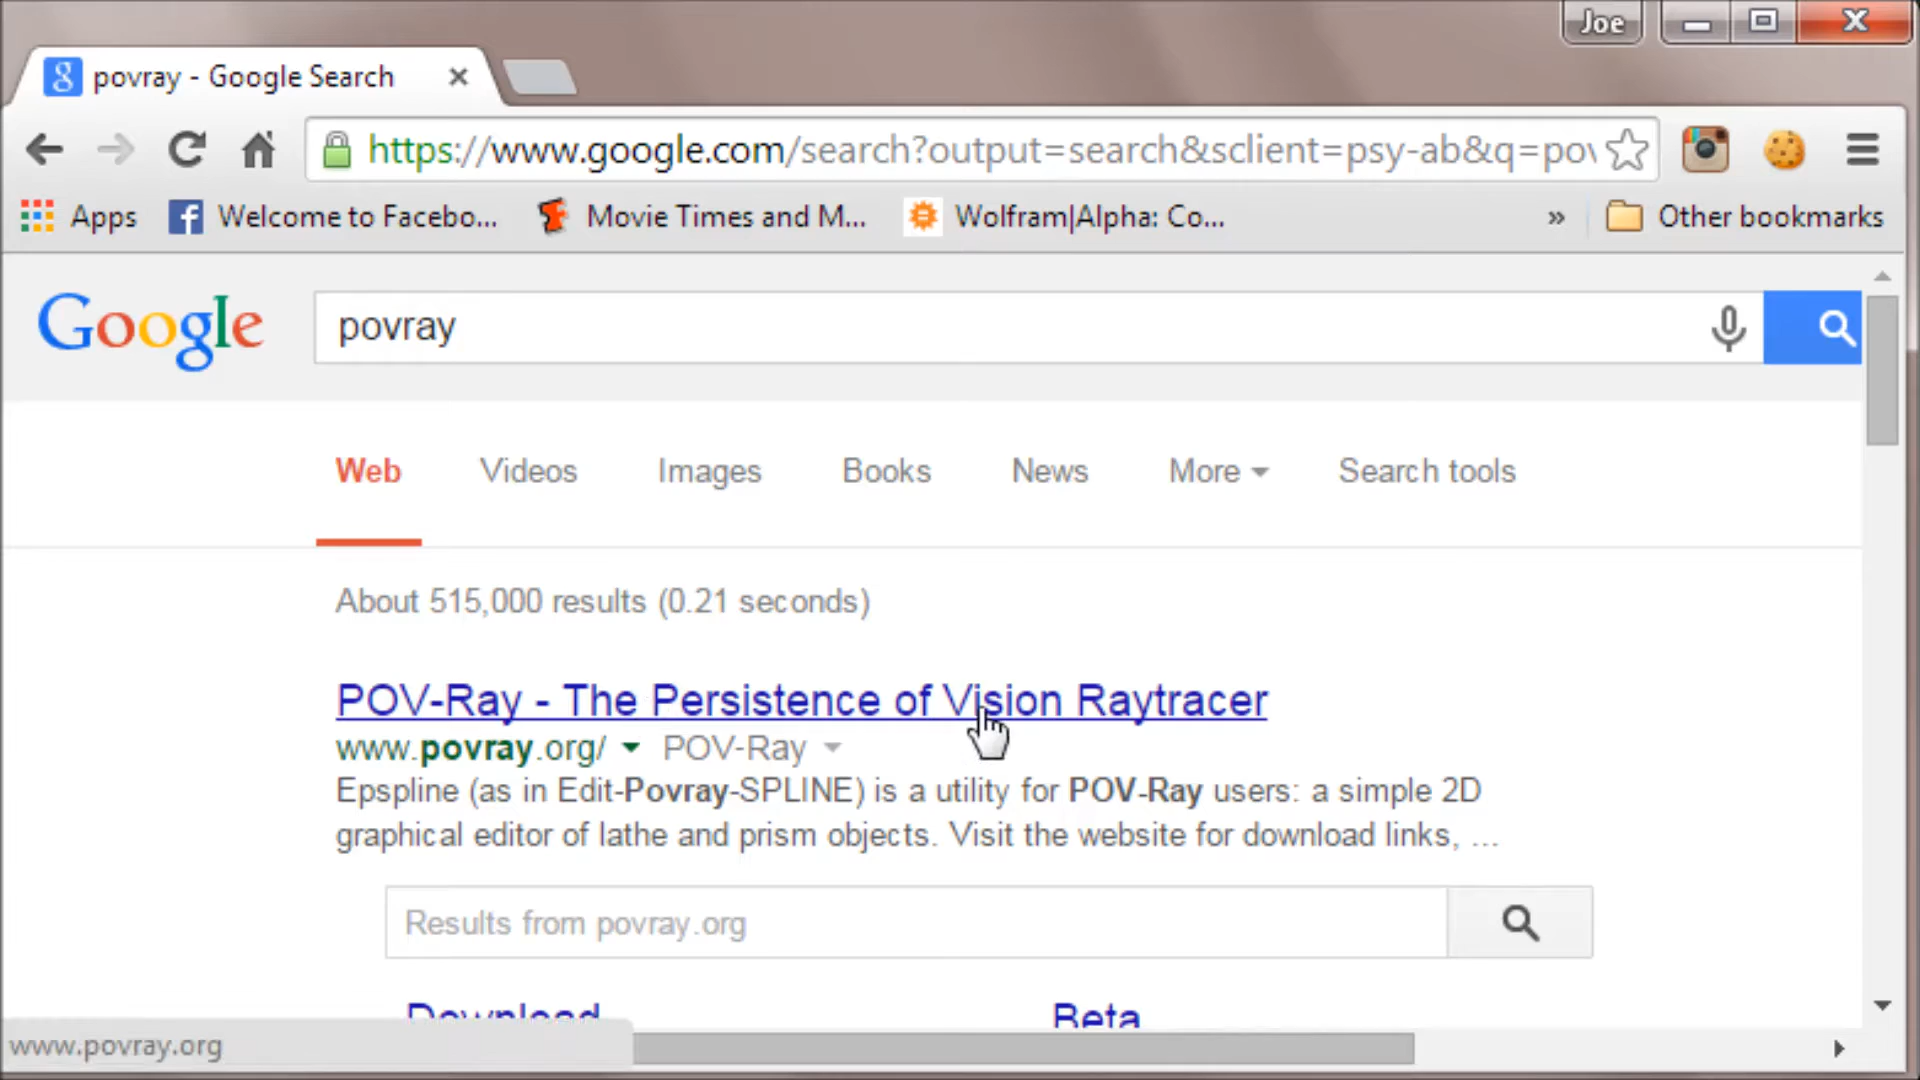 Joe
povray - Google Search
https://www.google.com/search?output=search&sclient=psy-ab&q=pov
Apps Welcome to Facebo... Movie Times and M... Wolfram|Alpha: Co... » Other bookmarks
Google povray
Web Videos Images Books News More Search tools
About 515,000 results (0.21 seconds)
POV-Ray - The Persistence of Vision Raytracer
www.povray.org/ POV-Ray
Epspline (as in Edit-Povray-SPLINE) is a utility for POV-Ray users: a simple 2D
graphical editor of lathe and prism objects. Visit the website for download links, ...
Results from povray.org
Download Beta
www.povray.org